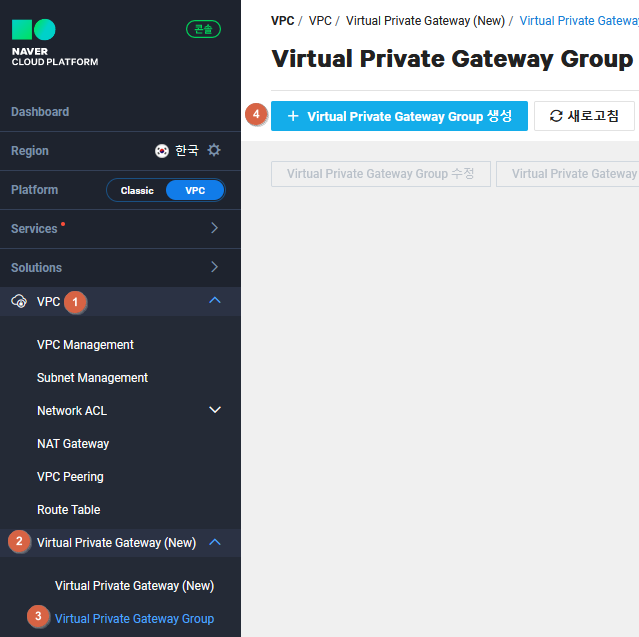 콘솔
NAVER
CLOUD PLATFORM
Dashboard
Region 한국
Platform Classic VPC
Services
Solutions
VPC 1
VPC Management
Subnet Management
Network ACL
NAT Gateway
VPC Peering
Route Table
2 Virtual Private Gateway (New)
Virtual Private Gateway (New)
3 Virtual Private Gateway Group
VPC / VPC / Virtual Private Gateway (New) / Virtual Private Gateway
Virtual Private Gateway Group
4 + Virtual Private Gateway Group 생성 새로고침
Virtual Private Gateway Group 수정 Virtual Private Gateway